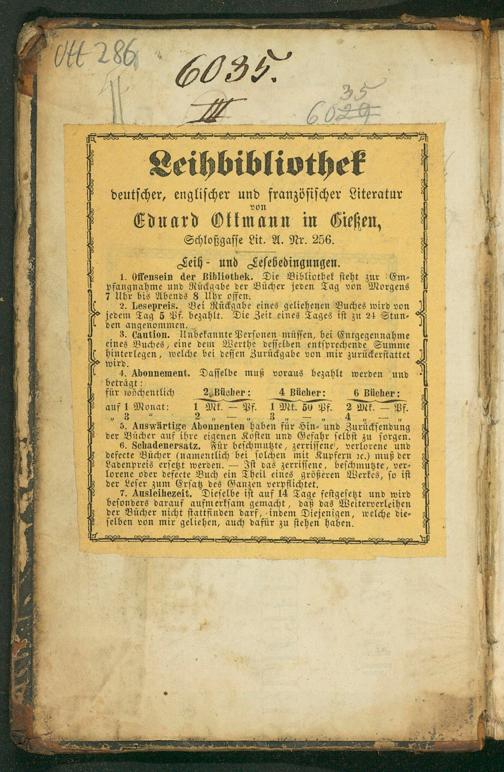 Ott 286
6035.
III
35
6029
Leihbibliothek
deutscher, englischer und französischer Literatur
von
Eduard Ottmann in Gießen,
Schloßgasse Lit. A. Nr. 256.
Leih- und Lesebedingungen.
1. Offensein der Bibliothek. Die Bibliothek steht zur Em-
pfangnahme und Rückgabe der Bücher jeden Tag von Morgens
7 Uhr bis Abends 8 Uhr offen.
2. Lesepreis. Bei Rückgabe eines geliehenen Buches wird von
jedem Tag 5 Pf. bezahlt. Die Zeit eines Tages ist zu 24 Stun-
den angenommen.
3. Caution. Unbekannte Personen müssen, bei Entgegennahme
eines Buches, eine dem Werthe desselben entsprechende Summe
hinterlegen, welche bei dessen Zurückgabe von mir zurückerstattet
wird.
4. Abonnement. Dasselbe muß voraus bezahlt werden und
beträgt:
für wöchentlich 2 Bücher: 4 Bücher: 6 Bücher:
auf 1 Monat: 1 Mk. — Pf. 1 Mk. 50 Pf. 2 Mk. — Pf.
„ 3 „ 2 „ — „ 3 „ — „ 4 „ — „
5. Auswärtige Abonnenten haben für Hin- und Zurücksendung
der Bücher auf ihre eigenen Kosten und Gefahr selbst zu sorgen.
6. Schadenersatz. Für beschmutzte, zerrissene, verlorene und
defecte Bücher (namentlich bei solchen mit Kupfern ꝛc.) muß der
Ladenpreis ersetzt werden. — Ist das zerrissene, beschmutzte, ver-
lorene oder defecte Buch ein Theil eines größeren Werkes, so ist
der Leser zum Ersatz des Ganzen verpflichtet.
7. Ausleihezeit. Dieselbe ist auf 14 Tage festgesetzt und wird
besonders darauf aufmerksam gemacht, daß das Weiterverleihen
der Bücher nicht stattfinden darf, indem Diejenigen, welche die-
selben von mir geliehen, auch dafür zu stehen haben.